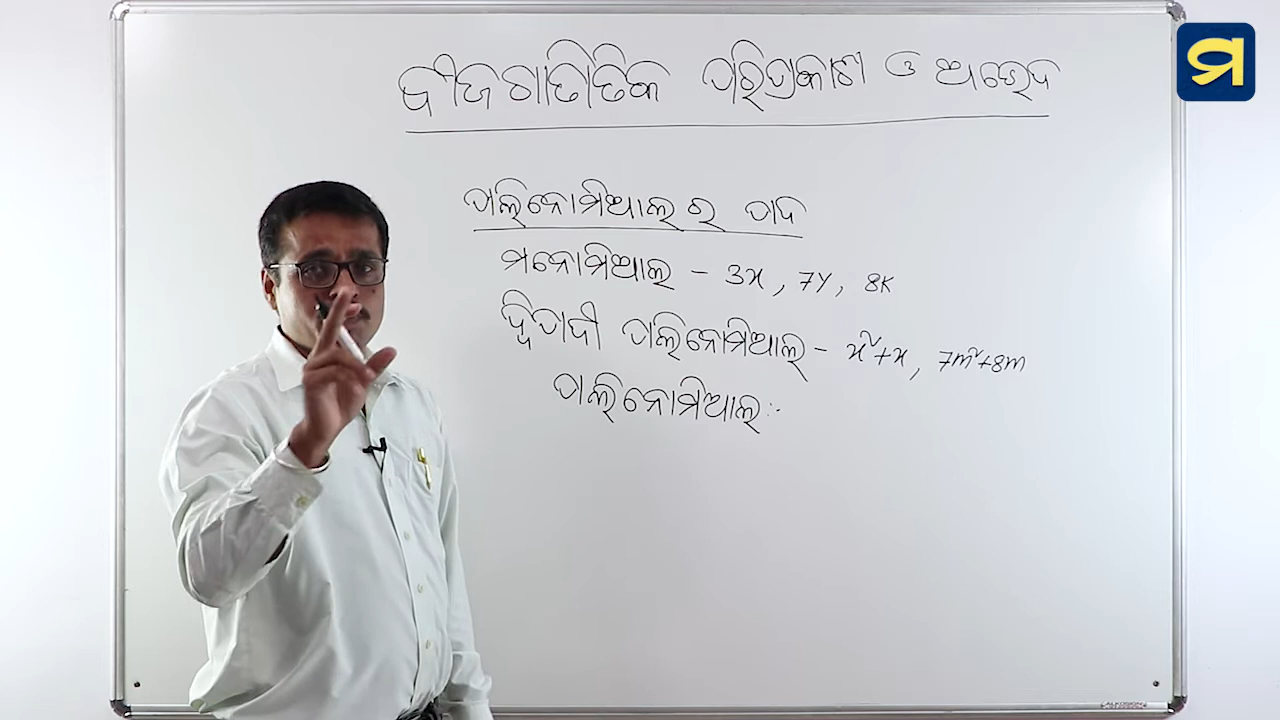 ବୀଜଗାଣିତିକ ପରିପ୍ରକାଶ ଓ ଅଭେଦ
ମ
ପଲିନୋମିଆଲ୍ ର ପଦ
ମନୋମିଆଲ - 3x, 7y, 8K
ଦ୍ୱିପଦୀ ପଲିନୋମିଆଲ୍ - x²+x, 7m²+8m
ପଲିନୋମିଆଲ୍:-